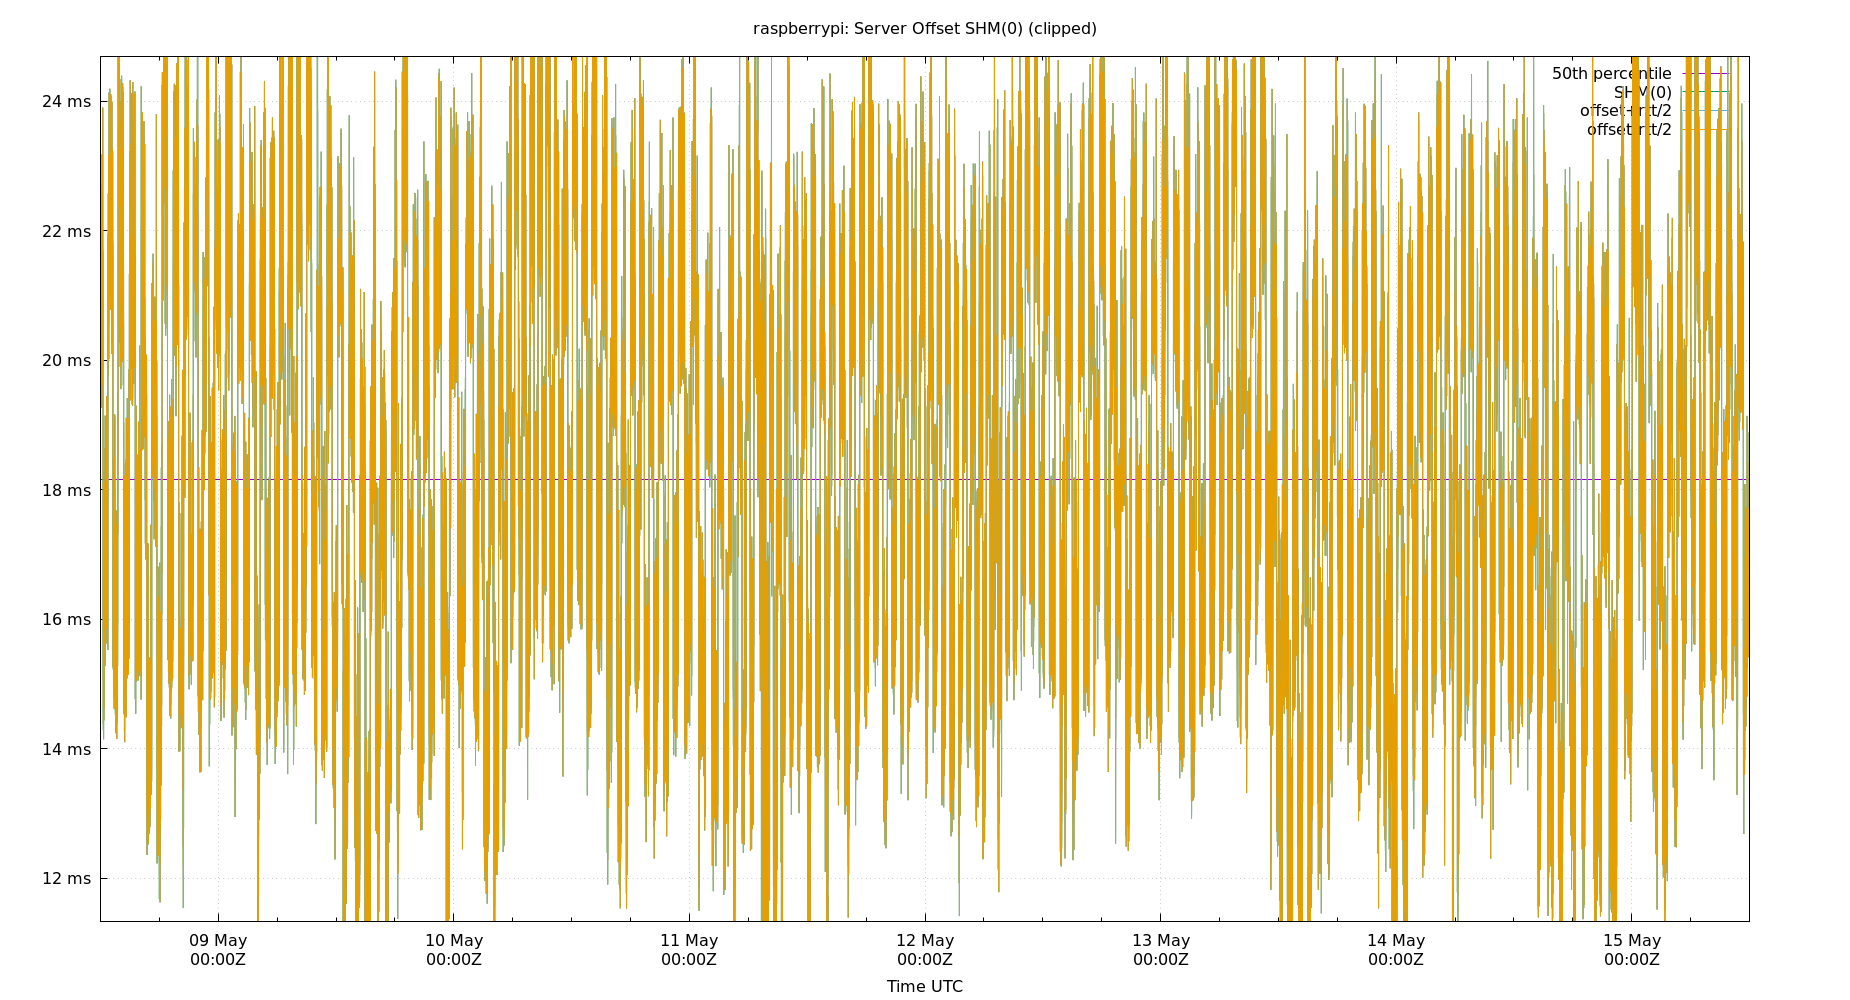 raspberrypi: Server Offset SHM(0) (clipped)
50th percentile
SHM(0)
offset+rtt/2
offset-rtt/2
24 ms
22 ms
20 ms
18 ms
16 ms
14 ms
12 ms
09 May 10 May 11 May 12 May 13 May 14 May 15 May
00:00Z 00:00Z 00:00Z 00:00Z 00:00Z 00:00Z 00:00Z
Time UTC